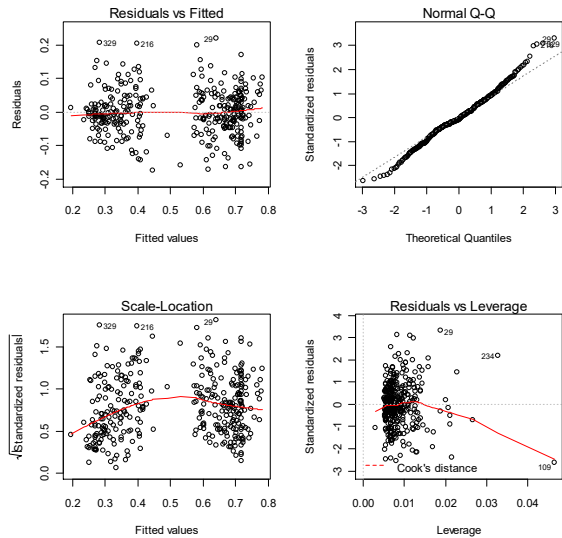 Residuals vs Fitted
Residuals
-0.2
-0.1
0.0
0.1
0.2
329
216
29
0.2 0.3 0.4 0.5 0.6 0.7 0.8
Fitted values
Normal Q-Q
Standardized residuals
-2
-1
0
1
2
3
29
-3 -2 -1 0 1 2 3
Theoretical Quantiles
Scale-Location
√|Standardized residuals|
0.0
0.5
1.0
1.5
329
216
29
0.2 0.3 0.4 0.5 0.6 0.7 0.8
Fitted values
Residuals vs Leverage
Standardized residuals
-3
-2
-1
0
1
2
3
4
29
234
109
Cook's distance
0.00 0.01 0.02 0.03 0.04
Leverage